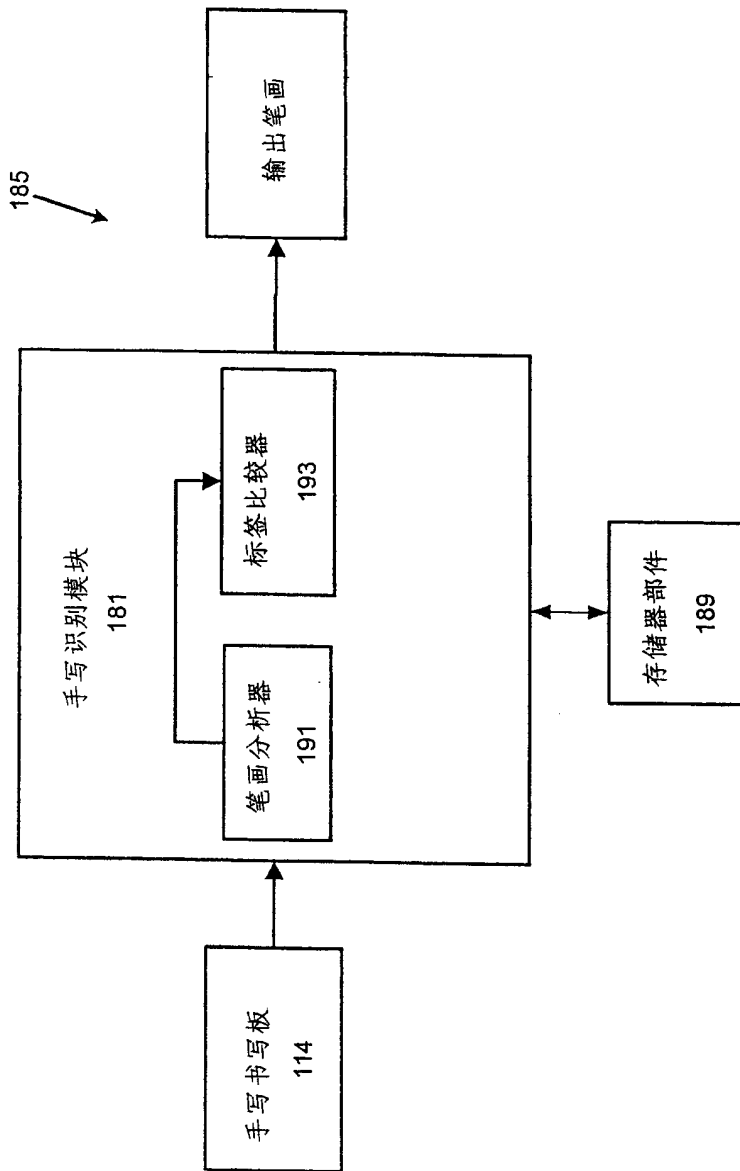 185
手写识别模块
181
笔画分析器
191
标签比较器
193
手写书写板
114
输出笔画
存储器部件
189